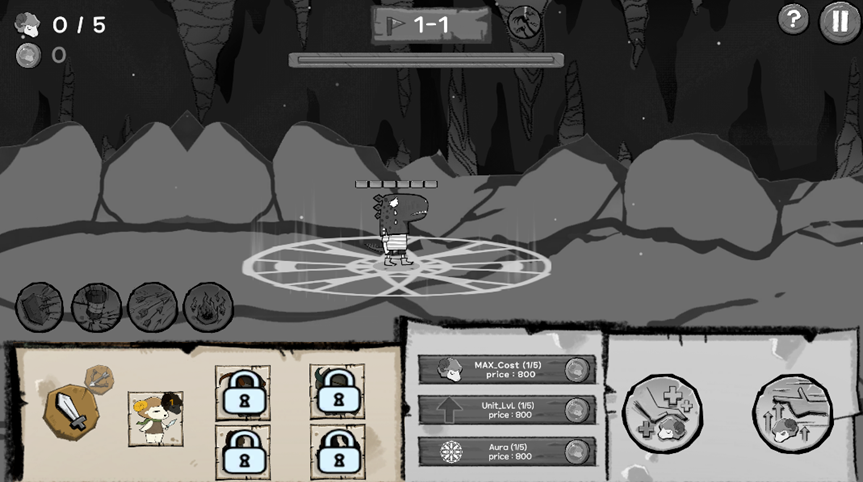 0 / 5
1-1
?
0
MAX_Cost (1/5)
price : 800
Unit_LvL (1/5)
price : 800
Aura (1/5)
price : 800
1